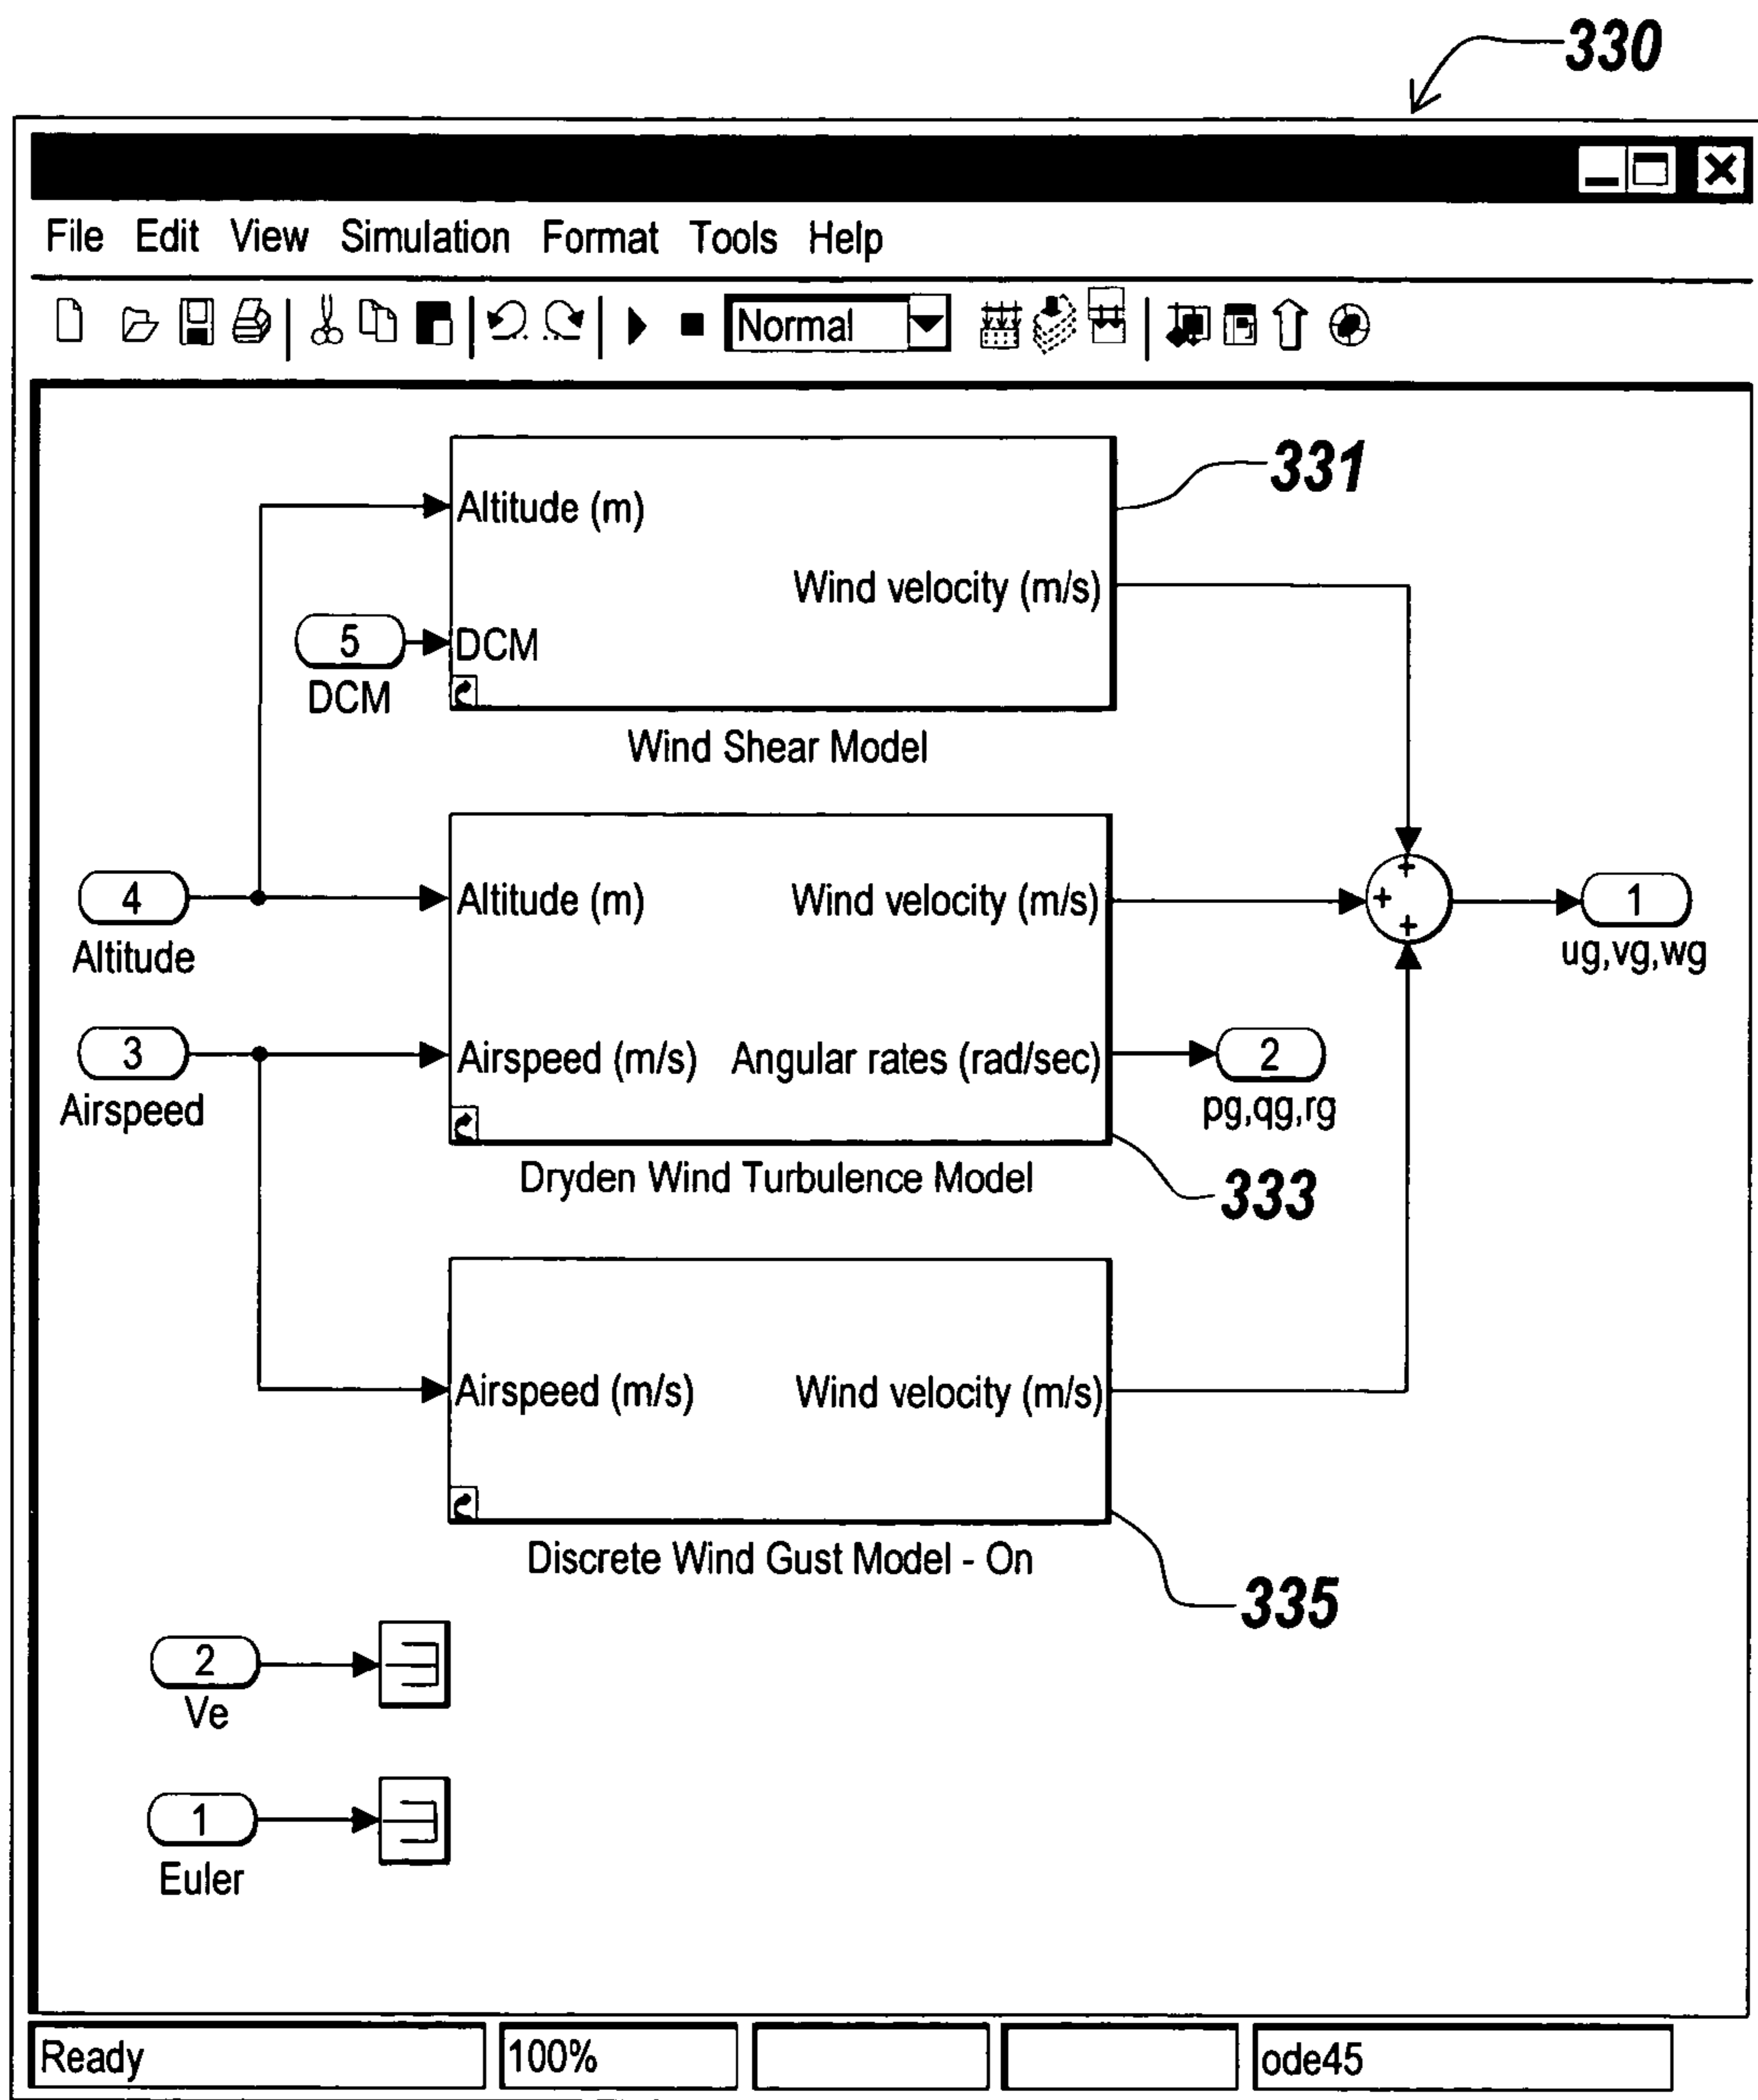 330
File Edit View Simulation Format Tools Help
Normal
331
Altitude (m)
Wind velocity (m/s)
5
DCM
DCM
Wind Shear Model
4
Altitude
Altitude (m)
Wind velocity (m/s)
+
+
+
1
ug,vg,wg
3
Airspeed
Airspeed (m/s)
Angular rates (rad/sec)
2
pg,qg,rg
Dryden Wind Turbulence Model
333
Airspeed (m/s)
Wind velocity (m/s)
Discrete Wind Gust Model - On
335
2
Ve
1
Euler
Ready
100%
ode45